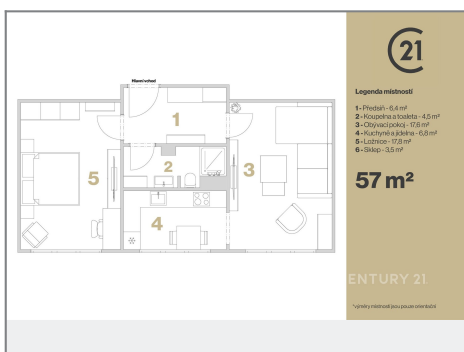 Hlavní vchod
1
2
3
4
5
21
Legenda místností
1 - Předsíň - 6,4 m²
2 - Koupelna a toaleta - 4,5 m²
3 - Obývací pokoj - 17,6 m²
4 - Kuchyně a jídelna - 6,8 m²
5 - Ložnice - 17,8 m²
6 - Sklep - 3,5 m²
57 m²
ENTURY 21
*výměry místností jsou pouze orientační